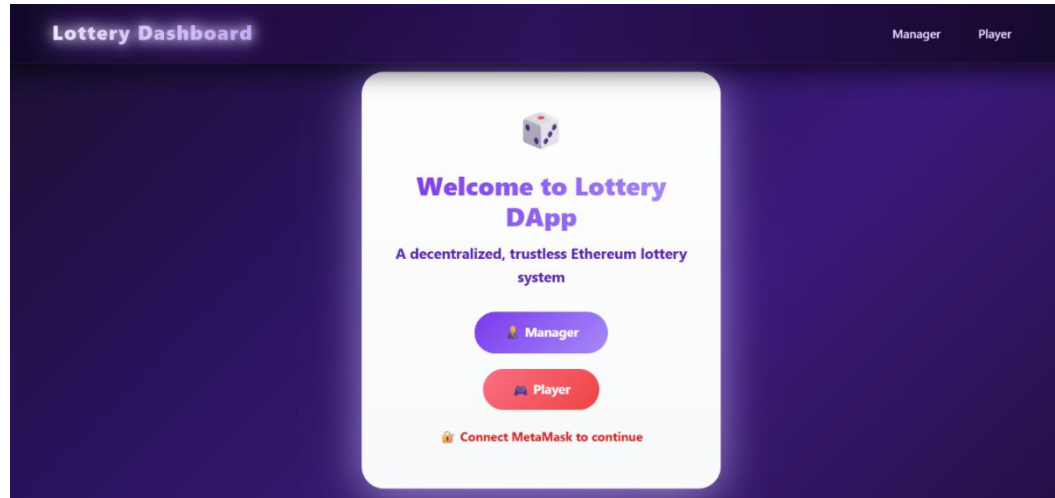 Lottery Dashboard
Manager
Player
Welcome to Lottery
DApp
A decentralized, trustless Ethereum lottery
system
Manager
Player
Connect MetaMask to continue